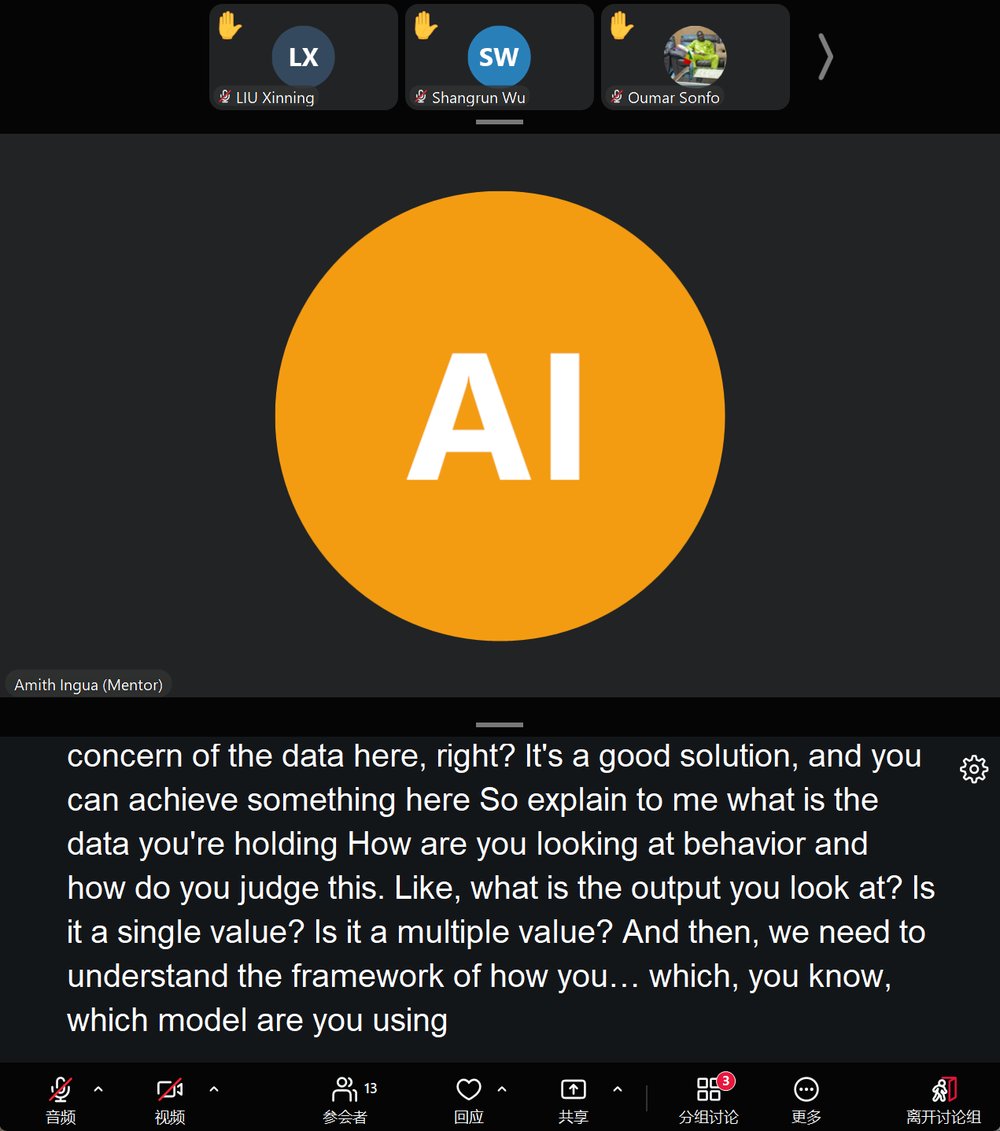 LX
LIU Xinning
SW
Shangrun Wu
Oumar Sonfo
AI
Amith Ingua (Mentor)
concern of the data here, right? It's a good solution, and you
can achieve something here So explain to me what is the
data you're holding How are you looking at behavior and
how do you judge this. Like, what is the output you look at? Is
it a single value? Is it a multiple value? And then, we need to
understand the framework of how you… which, you know,
which model are you using
13
3
音频
视频
参会者
回应
共享
分组讨论
更多
离开讨论组